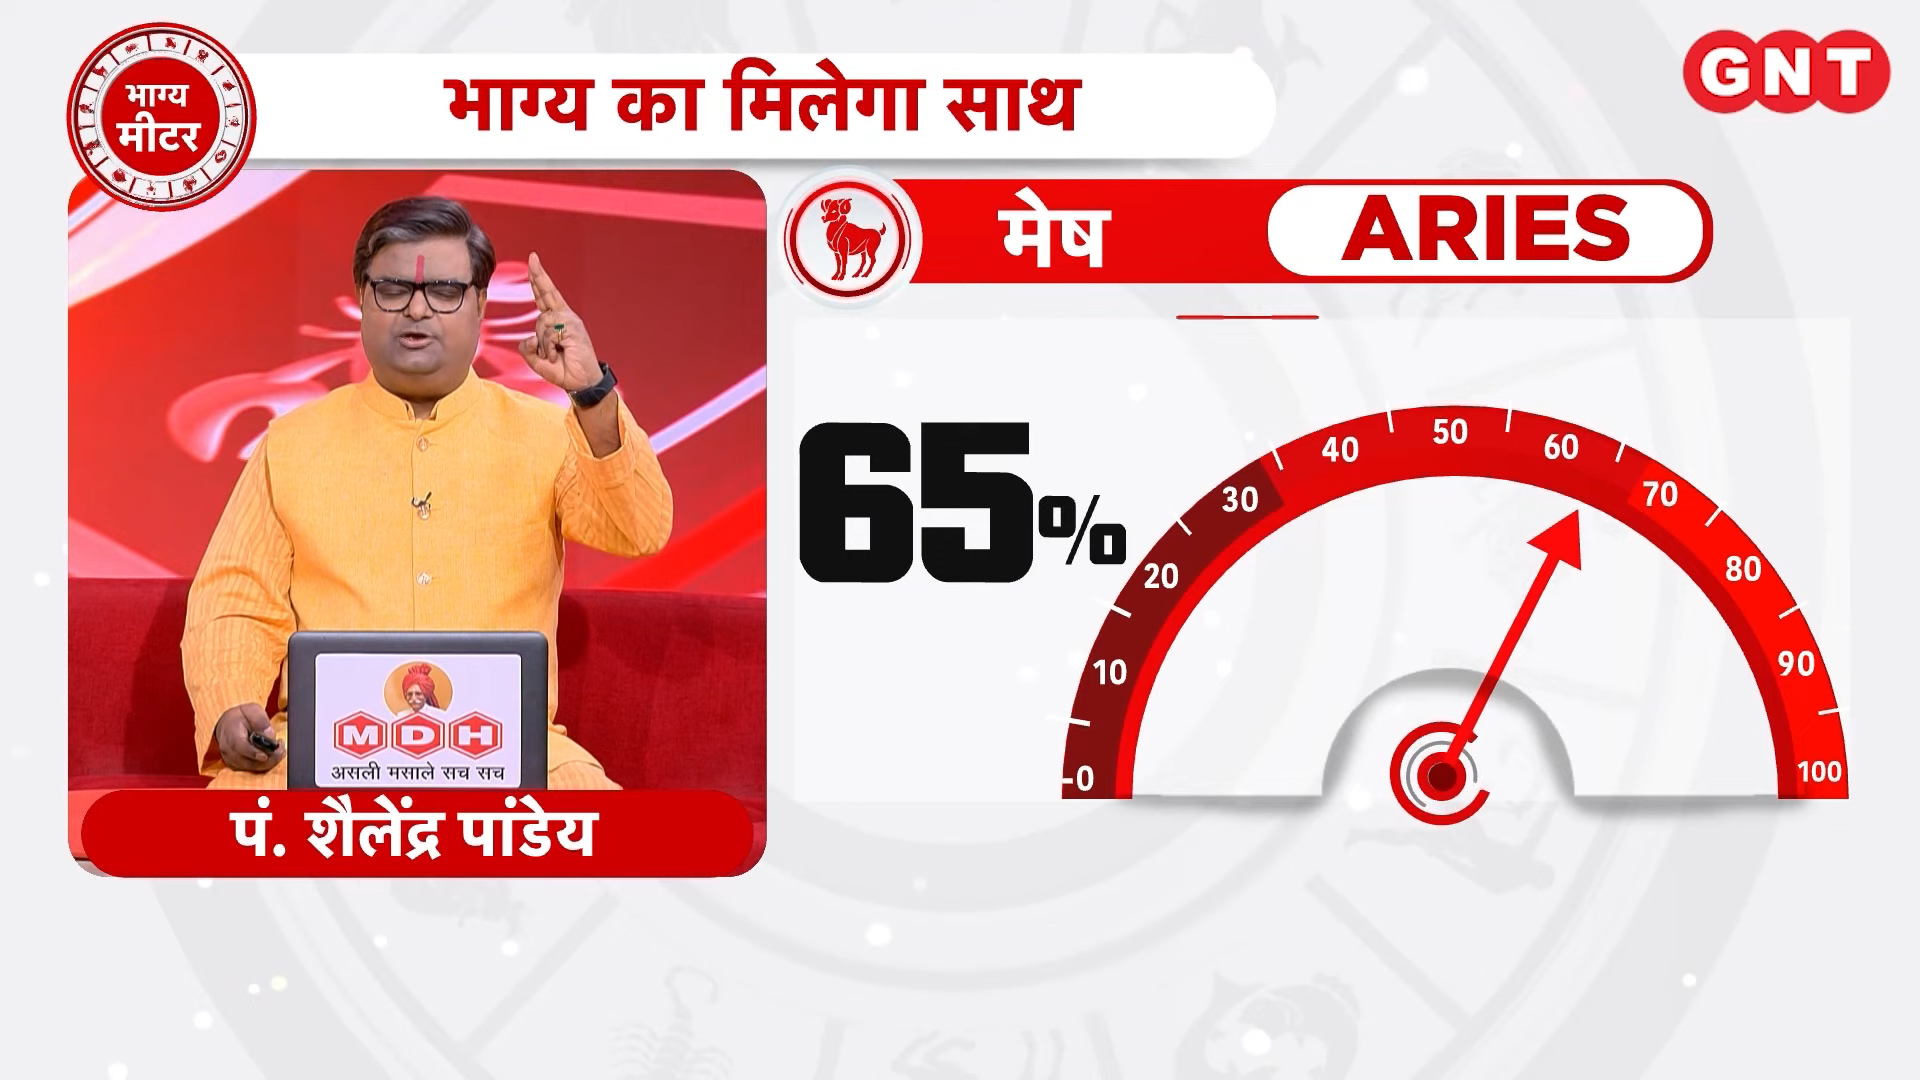 भाग्य
मीटर
भाग्य का मिलेगा साथ
GNT
मेष
ARIES
65%
0
10
20
30
40
50
60
70
80
90
100
MDH
असली मसाले सच सच
पं. शैलेंद्र पांडेय